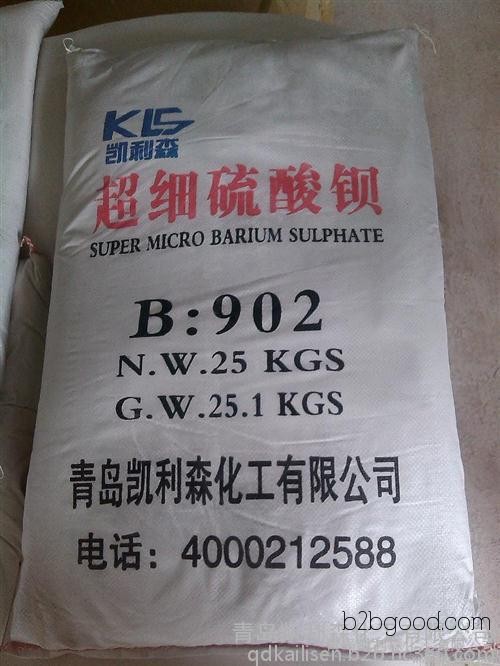 KLS
凯利森
超细硫酸钡
SUPER MICRO BARIUM SULPHATE
B:902
N.W.25 KGS
G.W.25.1 KGS
青岛凯利森化工有限公司
电话：4000212588
b2bgood.com